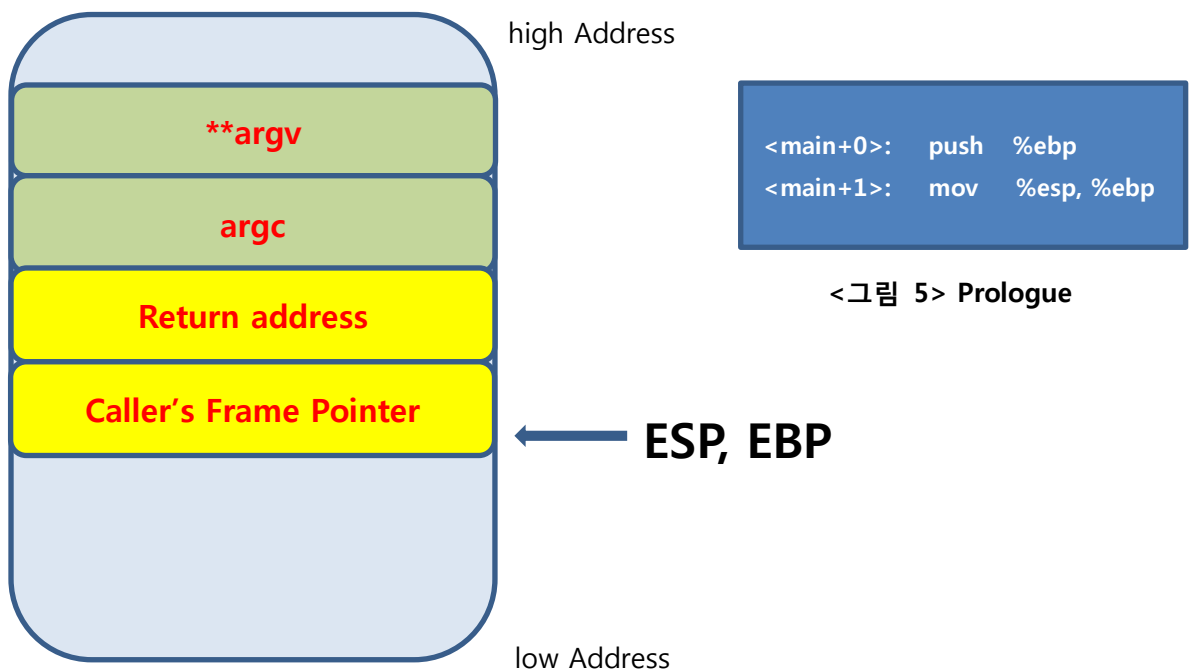 high Address
**argv
argc
Return address
Caller's Frame Pointer
ESP, EBP
low Address
<main+0>: push %ebp
<main+1>: mov %esp, %ebp
<그림 5> Prologue